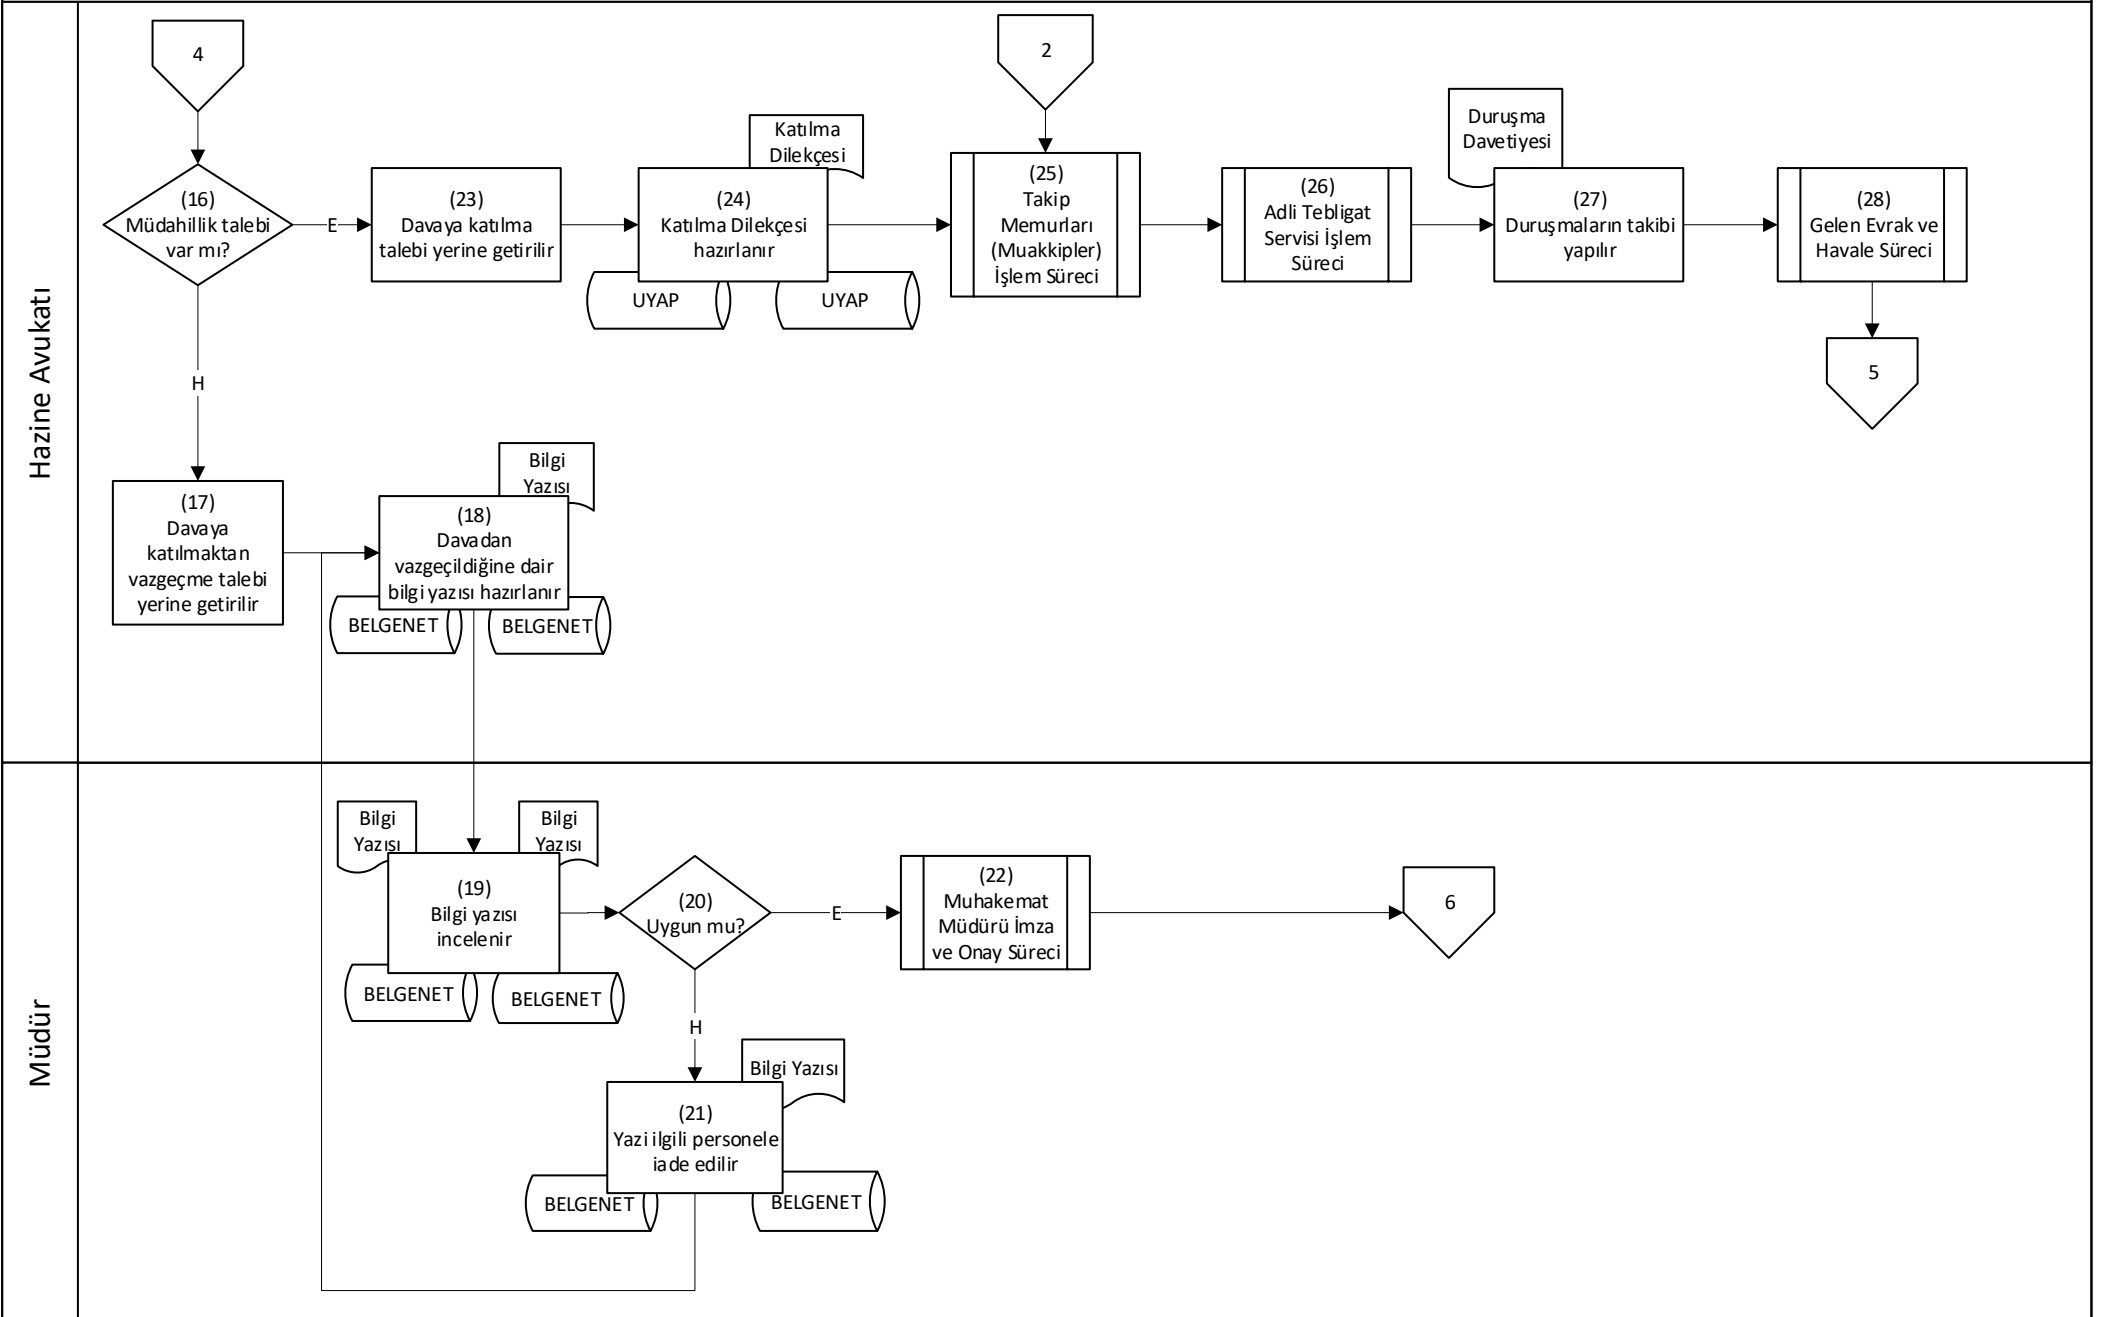 Hazine Avukatı
4
(16)
Müdahillik talebi
var mı?
E
(23)
Davaya katılma
talebi yerine getirilir
Katılma
Dilekçesi
(24)
Katılma Dilekçesi
hazırlanır
UYAP
UYAP
2
(25)
Takip
Memurları
(Muakkipler)
İşlem Süreci
(26)
Adli Tebligat
Servisi İşlem
Süreci
Duruşma
Davetiyesi
(27)
Duruşmaların takibi
yapılır
(28)
Gelen Evrak ve
Havale Süreci
5
H
(17)
Davaya
katılmaktan
vazgeçme talebi
yerine getirilir
Bilgi
Yazısı
(18)
Davadan
vazgeçildiğine dair
bilgi yazısı hazırlanır
BELGENET
BELGENET
Müdür
Bilgi
Yazısı
Bilgi
Yazısı
(19)
Bilgi yazısı
incelenir
BELGENET
BELGENET
(20)
Uygun mu?
E
(22)
Muhakemat
Müdürü İmza
ve Onay Süreci
6
H
Bilgi Yazısı
(21)
Yazi ilgili personele
iade edilir
BELGENET
BELGENET